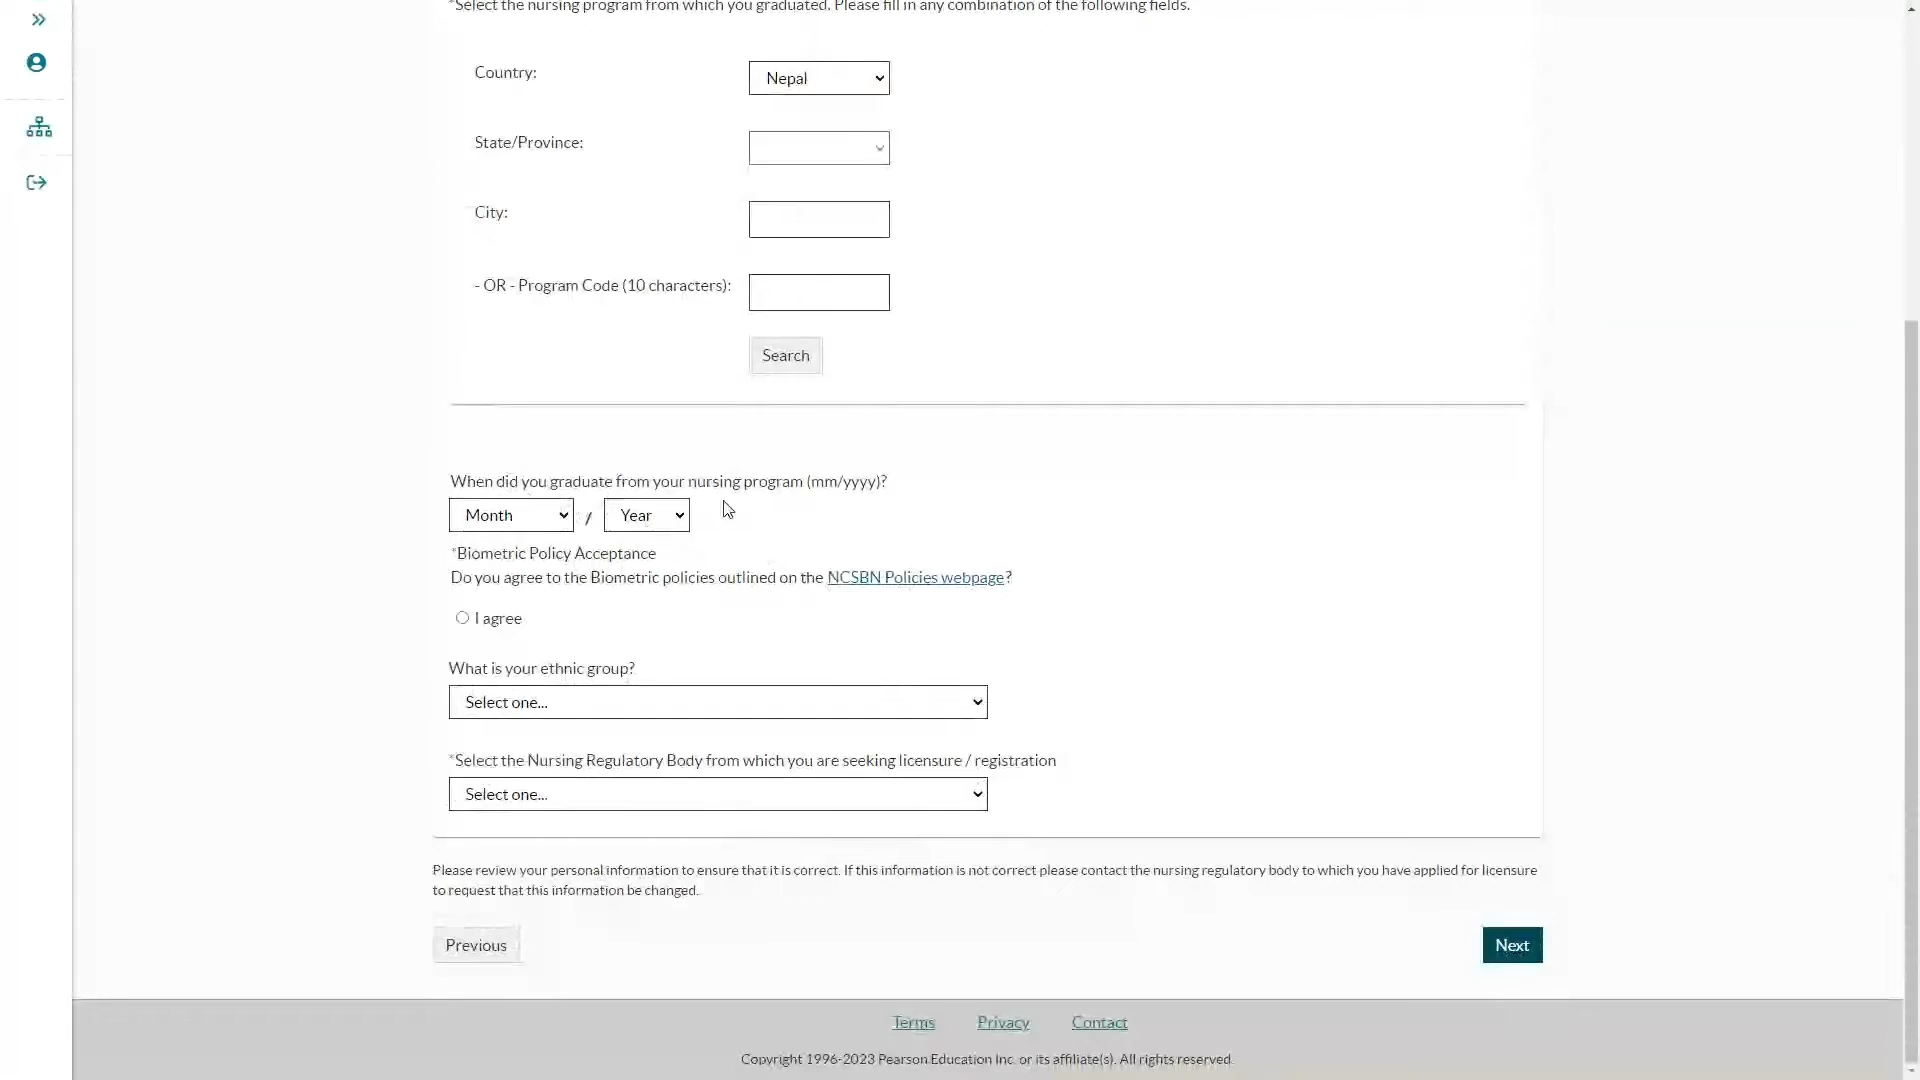 *Select the nursing program from which you graduated. Please fill in any combination of the following fields.
Country:
Nepal
State/Province:
City:
- OR - Program Code (10 characters):
Search
When did you graduate from your nursing program (mm/yyyy)?
Month / Year
*Biometric Policy Acceptance
Do you agree to the Biometric policies outlined on the NCSBN Policies webpage?
I agree
What is your ethnic group?
Select one...
*Select the Nursing Regulatory Body from which you are seeking licensure / registration
Select one...
Please review your personal information to ensure that it is correct. If this information is not correct please contact the nursing regulatory body to which you have applied for licensure
to request that this information be changed.
Previous
Next
Terms Privacy Contact
Copyright 1996-2023 Pearson Education Inc. or its affiliate(s). All rights reserved.